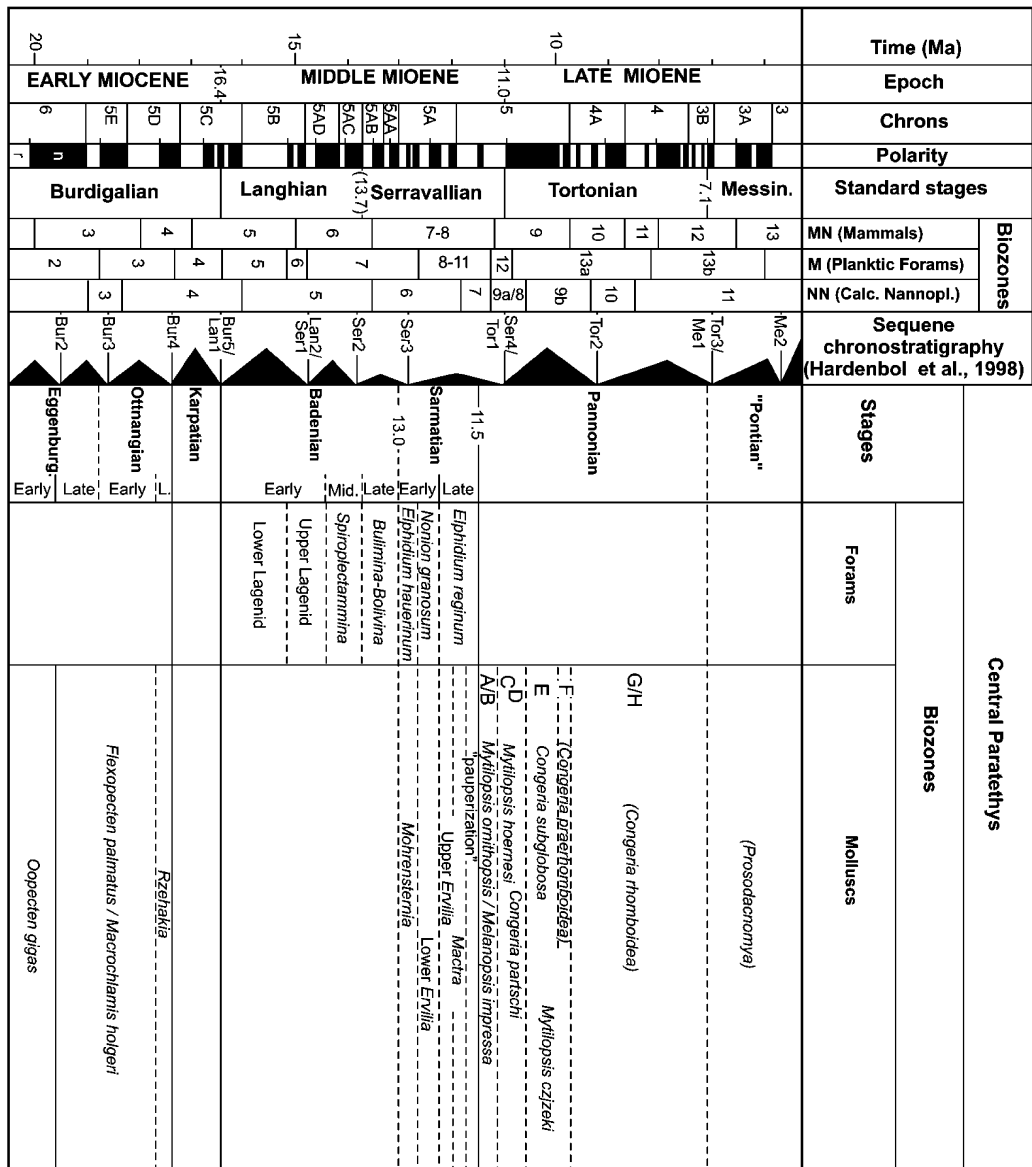 Time (Ma)
20
15
10
Epoch
EARLY MIOCENE
16.4
MIDDLE MIOENE
11.0
5
LATE MIOENE
Chrons
6
5E
5D
5C
5B
5AD
5AC
5AB
5AA
5A
4A
4
3B
3A
3
Polarity
r
n
Standard stages
Burdigalian
Langhian
(13.7)
Serravallian
Tortonian
7.1
Messin.
Biozones
MN (Mammals)
3
4
5
6
7-8
9
10
11
12
13
M (Planktic Forams)
2
3
4
5
6
7
8-11
12
13a
13b
NN (Calc. Nannopl.)
3
4
5
6
7
9a/8
9b
10
11
Sequene
chronostratigraphy
(Hardenbol et al., 1998)
Bur2
Bur3
Bur4
Bur5/
Lan1
Lan2/
Ser1
Ser2
Ser3
Ser4/
Tor1
Tor2
Tor3/
Me1
Me2
Central Paratethys
Stages
Eggenburg.
Ottnangian
Karpatian
Badenian
13.0
Sarmatian
11.5
Pannonian
"Pontian"
Early
Late
Early
L.
Early
Mid.
Late
Early
Late
Biozones
Forams
Lower Lagenid
Upper Lagenid
Spiroplectammina
Bulimina-Bolivina
Elphidium hauerinum
Nonion granosum
Elphidium reginum
Molluscs
Oopecten gigas
Flexopecten palmatus / Macrochlamis holgeri
Rzehakia
Mohrensternia
Lower Ervilia
Upper Ervilia
Mactra
"pauperization"
A/B
Mytilopsis ornithopsis / Melanopsis impressa
C
D
Mytilopsis hoernesi
Congeria partschi
E
Congeria subglobosa
Mytilopsis czjzeki
F
(Congeria praerhomboidea)
G/H
(Congeria rhomboidea)
(Prosodacnomya)